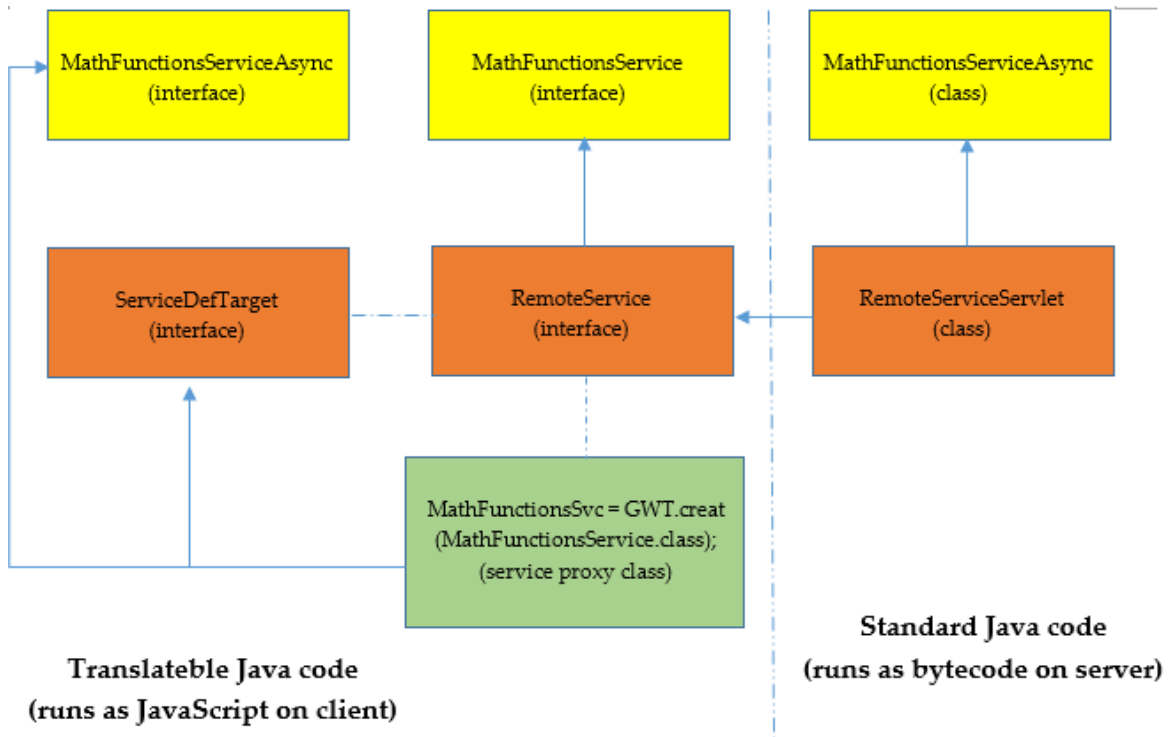 MathFunctionsServiceAsync
(interface)
MathFunctionsService
(interface)
MathFunctionsServiceAsync
(class)
ServiceDefTarget
(interface)
RemoteService
(interface)
RemoteServiceServlet
(class)
MathFunctionsSvc = GWT.creat
(MathFunctionsService.class);
(service proxy class)
Translateble Java code
(runs as JavaScript on client)
Standard Java code
(runs as bytecode on server)